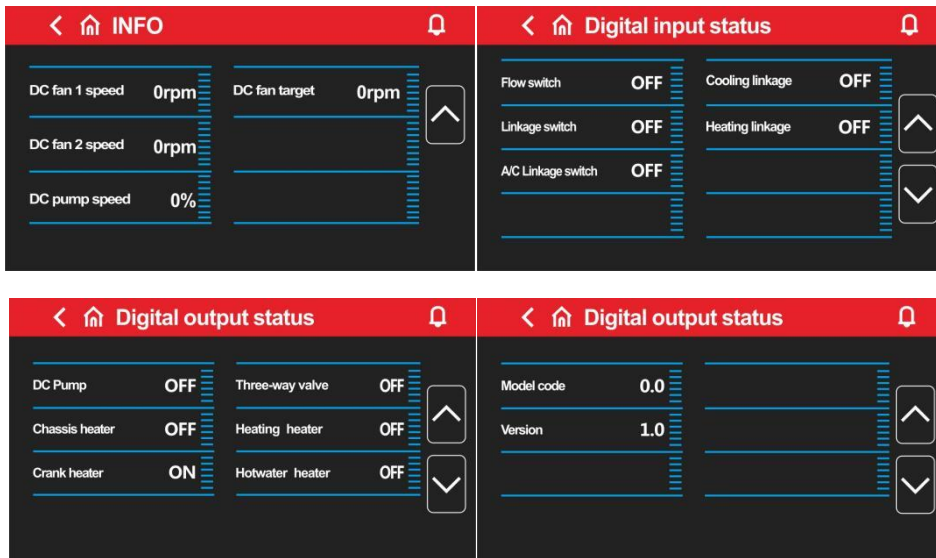 INFO
DC fan 1 speed 0rpm DC fan target 0rpm
DC fan 2 speed 0rpm
DC pump speed 0%
Digital input status
Flow switch OFF Cooling linkage OFF
Linkage switch OFF Heating linkage OFF
A/C Linkage switch OFF
Digital output status
DC Pump OFF Three-way valve OFF
Chassis heater OFF Heating heater OFF
Crank heater ON Hotwater heater OFF
Digital output status
Model code 0.0
Version 1.0